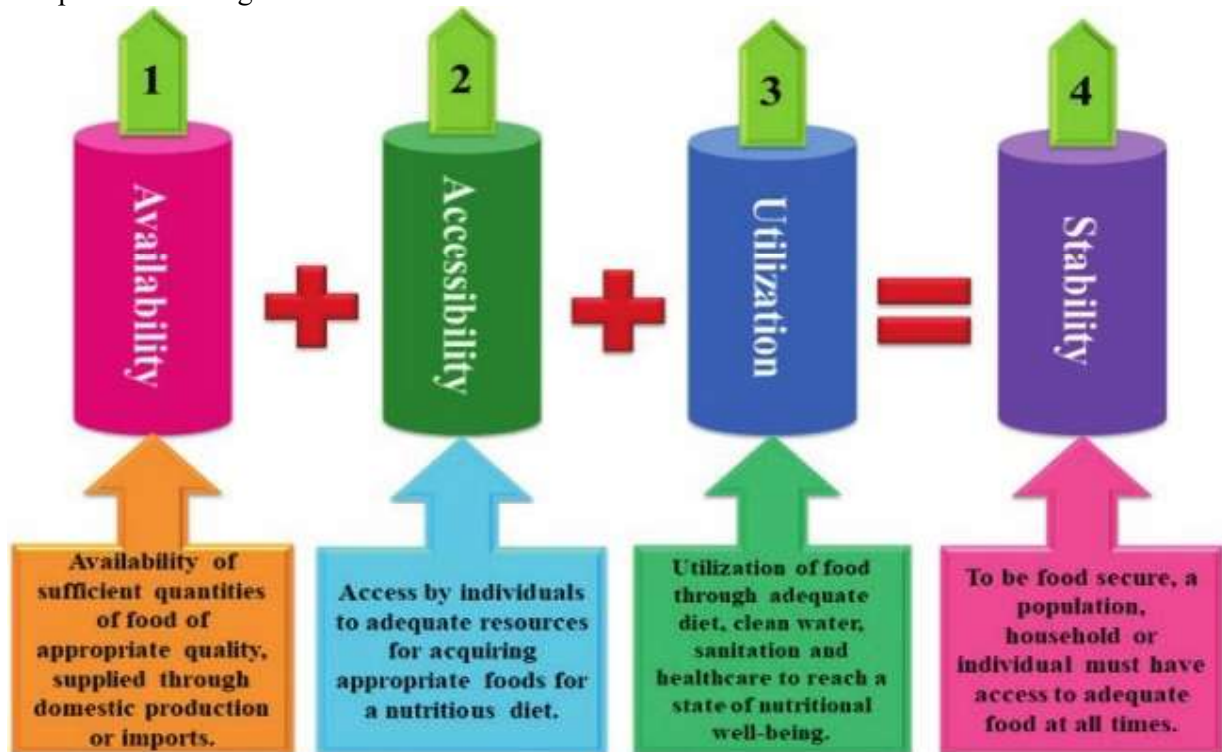 1
2
3
4
Availability
Accessibility
Utilization
Stability
Availability of
sufficient quantities
of food of
appropriate quality,
supplied through
domestic production
or imports.
Access by individuals
to adequate resources
for acquiring
appropriate foods for
a nutritious diet.
Utilization of food
through adequate
diet, clean water,
sanitation and
healthcare to reach a
state of nutritional
well-being.
To be food secure, a
population,
household or
individual must have
access to adequate
food at all times.